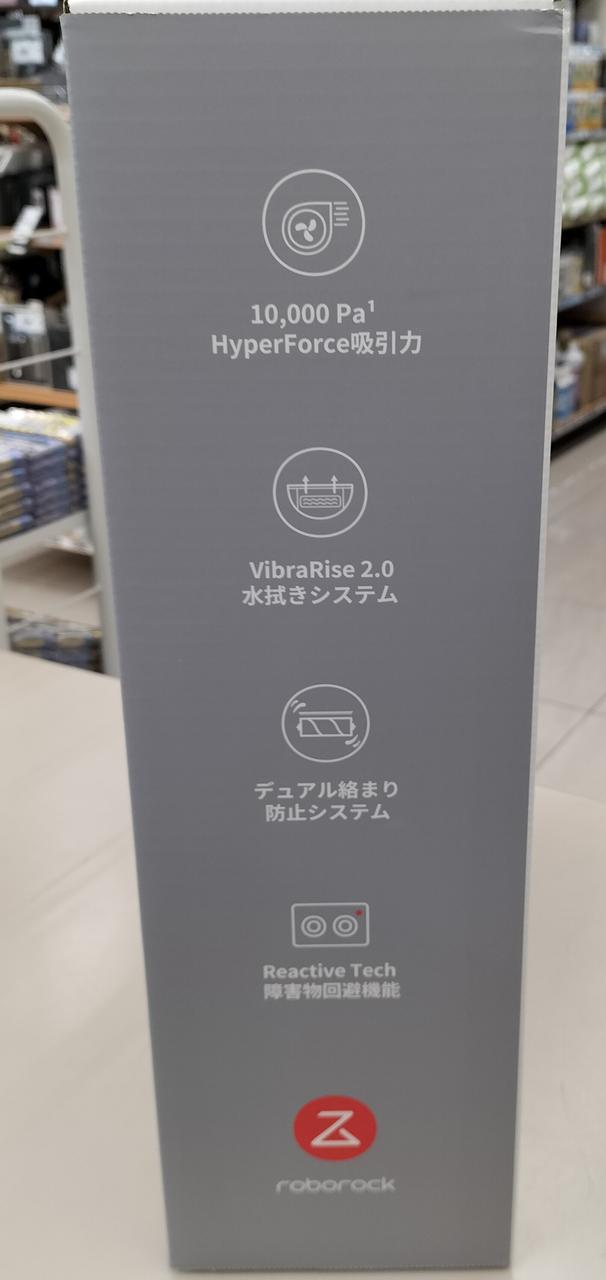 10,000 Pa¹
HyperForce吸引力
VibraRise 2.0
水拭きシステム
デュアル絡まり
防止システム
Reactive Tech
障害物回避機能
roborock